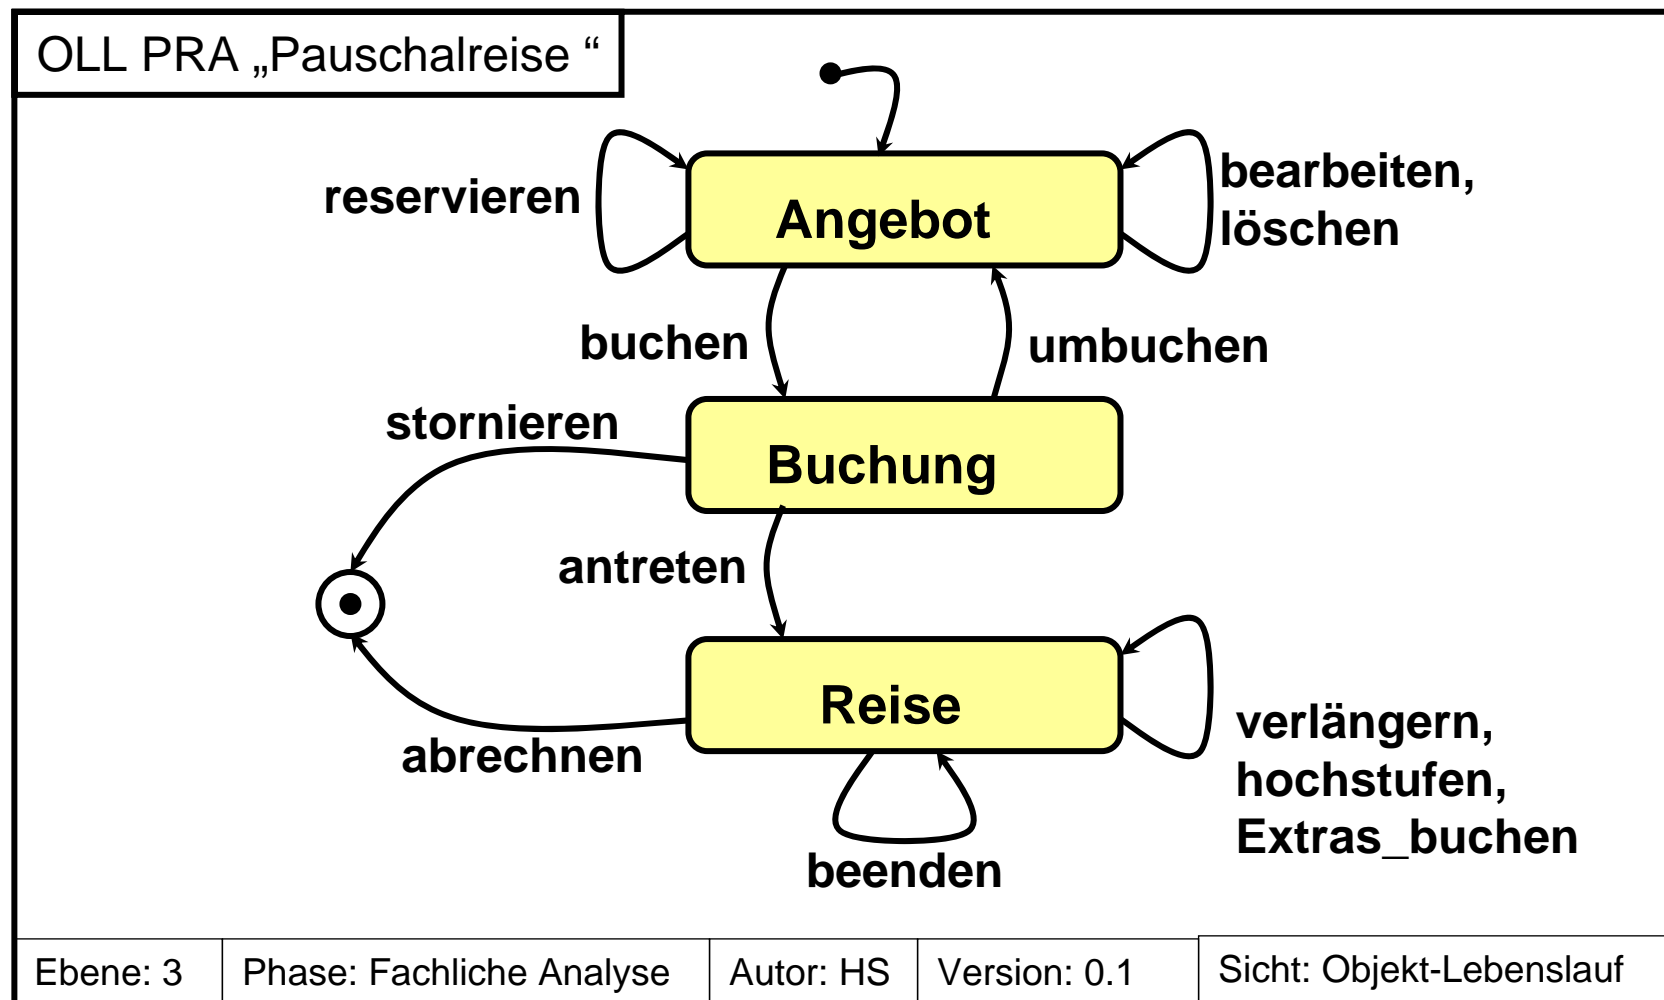 OLL PRA „Pauschalreise “
reservieren
Angebot
bearbeiten,
löschen
buchen
umbuchen
stornieren
Buchung
antreten
Reise
abrechnen
verlängern,
hochstufen,
Extras_buchen
beenden
Ebene: 3
Phase: Fachliche Analyse
Autor: HS
Version: 0.1
Sicht: Objekt-Lebenslauf